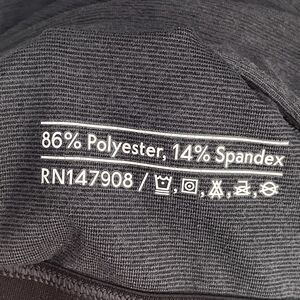 86% Polyester, 14% Spandex
RN147908 /